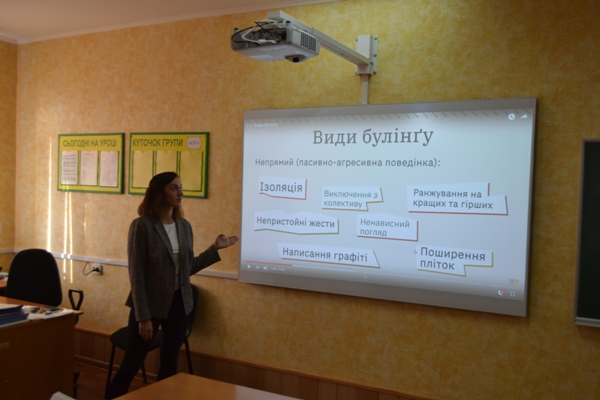 СЬОГОДНІ НА УРОЦІ
КУТОЧОК ГРУПИ
Види булінґу
Непрямий (пасивно-агресивна поведінка):
Ізоляція
Виключення з
колективу
Ранжування на
кращих та гірших
Непристойні жести
Ненависний
погляд
Написання графіті
Поширення
пліток